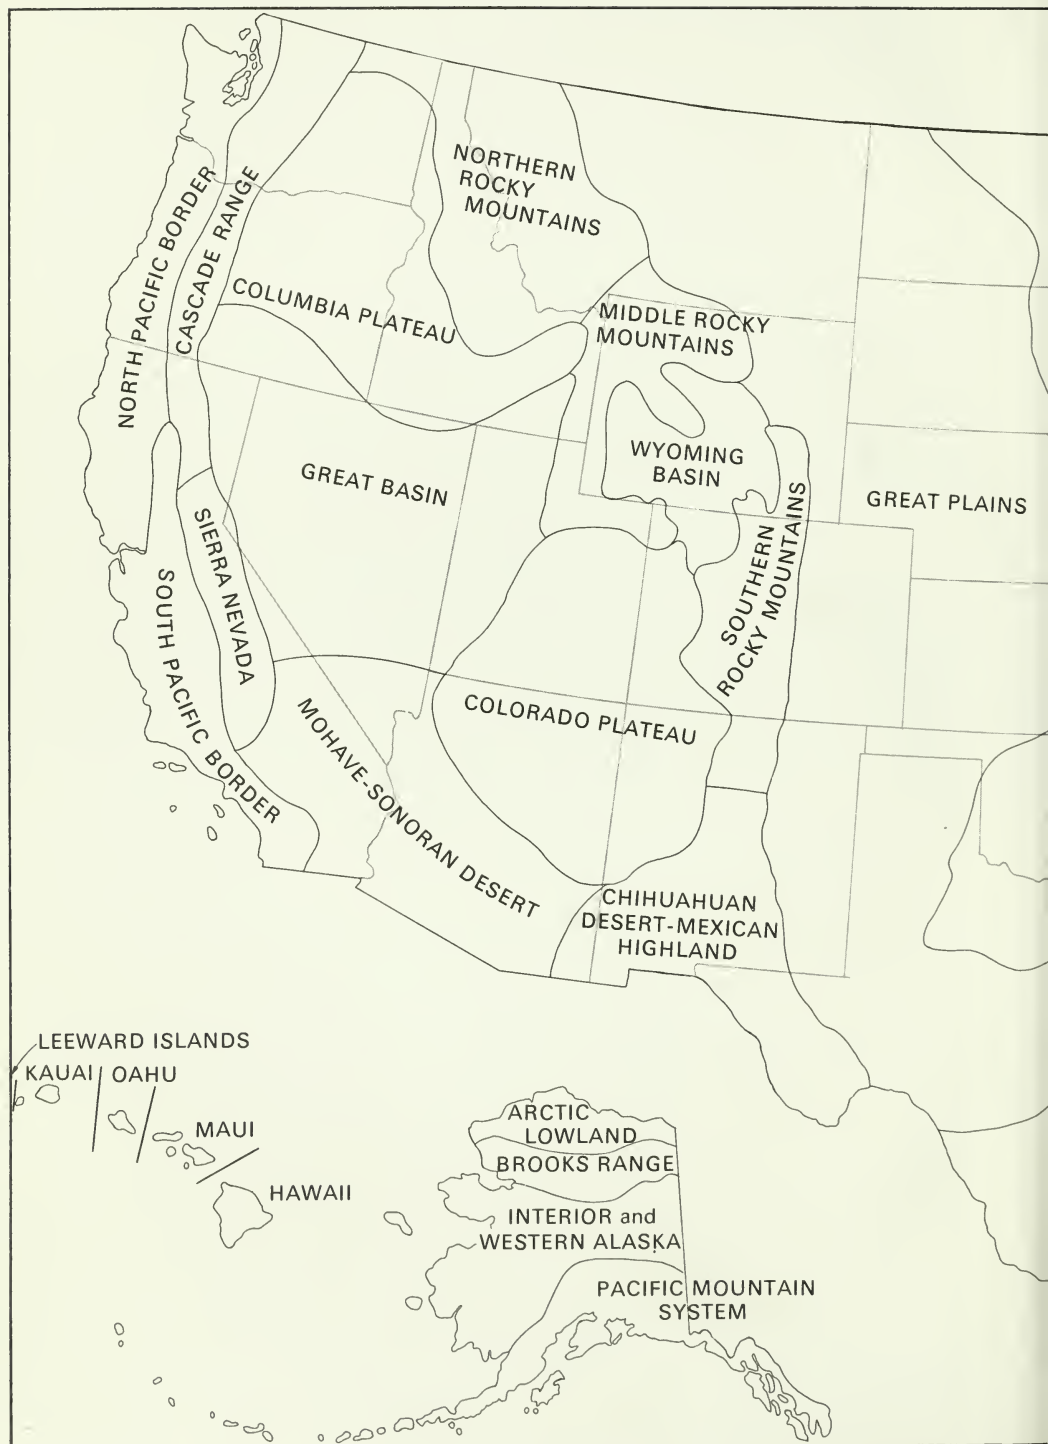 NORTHERN
ROCKY
MOUNTAINS
NORTH PACIFIC BORDER
CASCADE RANGE
COLUMBIA PLATEAU
MIDDLE ROCKY
MOUNTAINS
WYOMING
BASIN
GREAT BASIN
GREAT PLAINS
SIERRA NEVADA
SOUTHERN
ROCKY MOUNTAINS
SOUTH PACIFIC BORDER
COLORADO PLATEAU
MOHAVE-SONORAN DESERT
CHIHUAHUAN
DESERT-MEXICAN
HIGHLAND
LEEWARD ISLANDS
KAUAI
OAHU
MAUI
HAWAII
ARCTIC
LOWLAND
BROOKS RANGE
INTERIOR and
WESTERN ALASKA
PACIFIC MOUNTAIN
SYSTEM